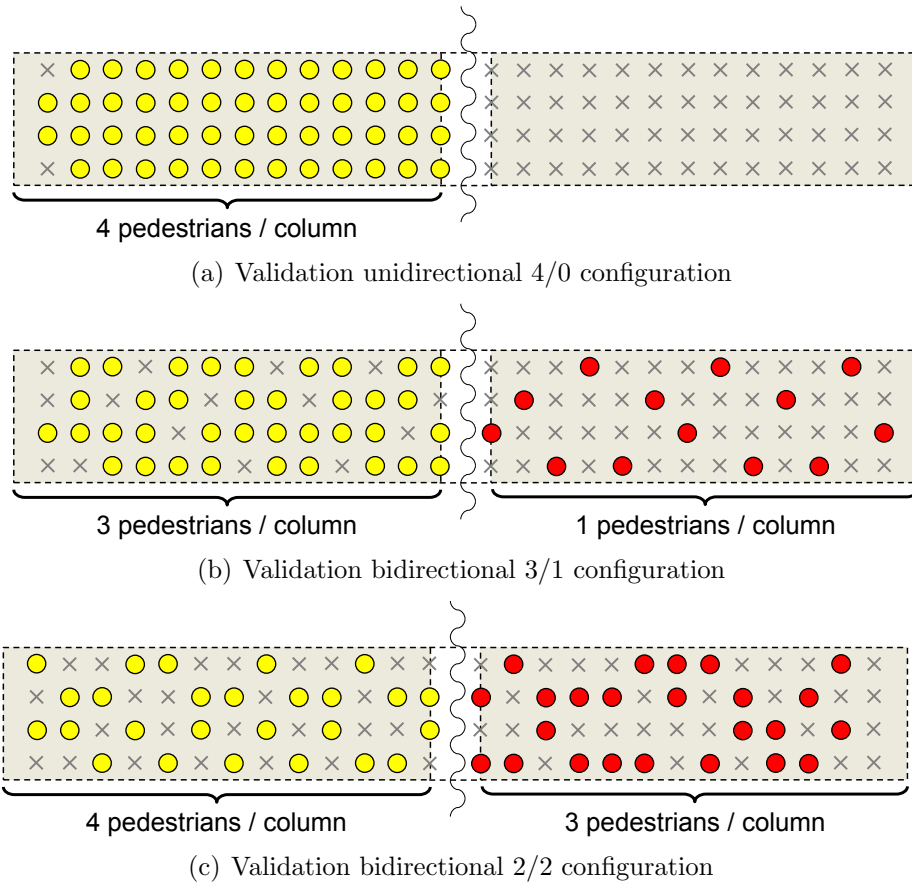 4 pedestrians / column
(a) Validation unidirectional 4/0 configuration
3 pedestrians / column
1 pedestrians / column
(b) Validation bidirectional 3/1 configuration
4 pedestrians / column
3 pedestrians / column
(c) Validation bidirectional 2/2 configuration